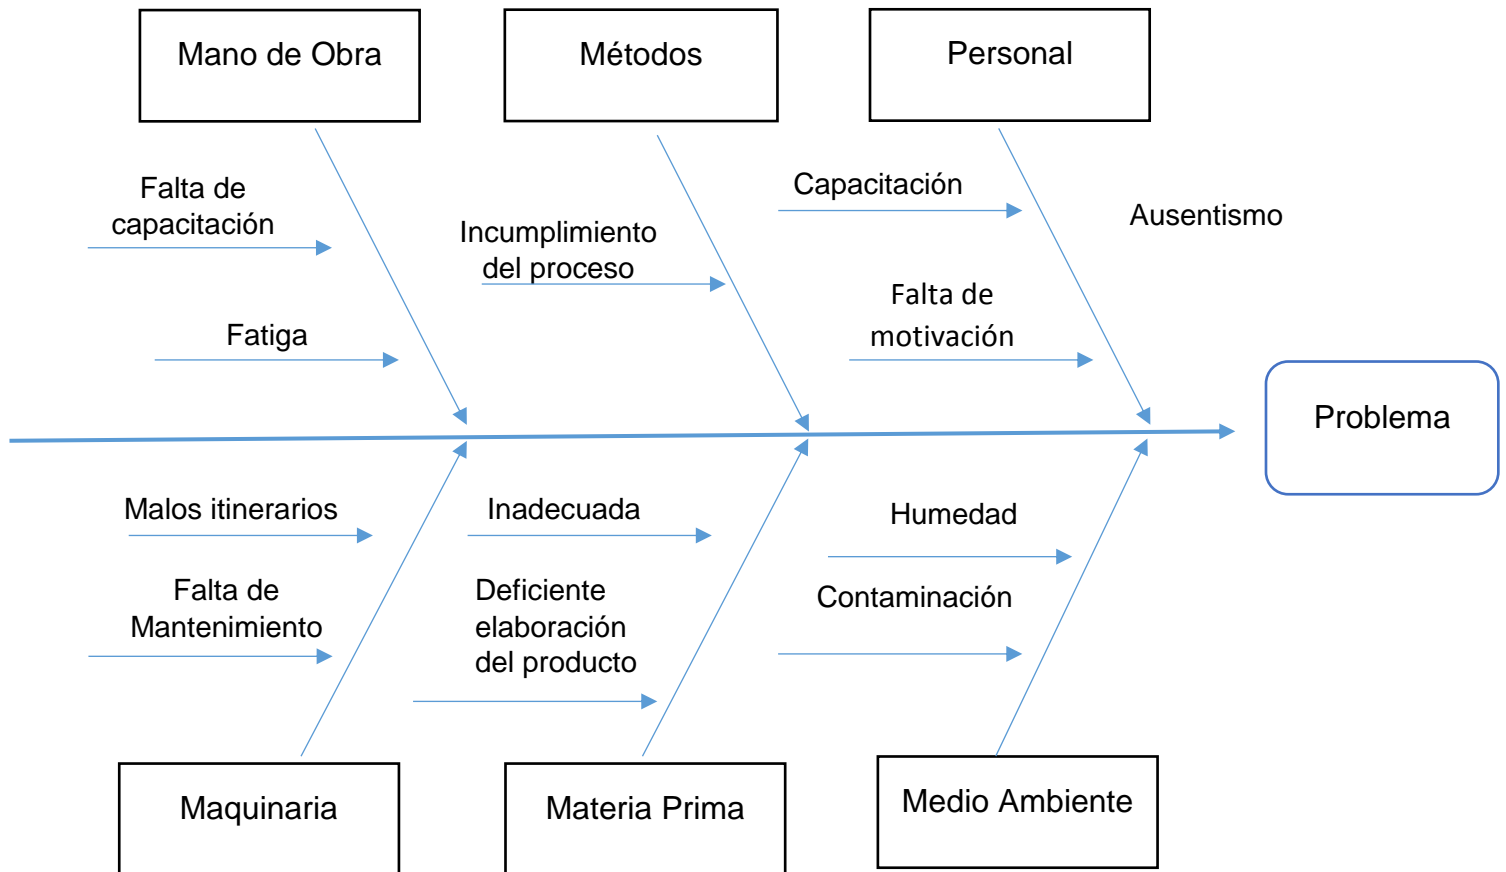 Mano de Obra
Métodos
Personal
Falta de
capacitación
Incumplimiento
del proceso
Capacitación
Ausentismo
Fatiga
Falta de
motivación
Problema
Malos itinerarios
Inadecuada
Humedad
Falta de
Mantenimiento
Deficiente
elaboración
del producto
Contaminación
Maquinaria
Materia Prima
Medio Ambiente